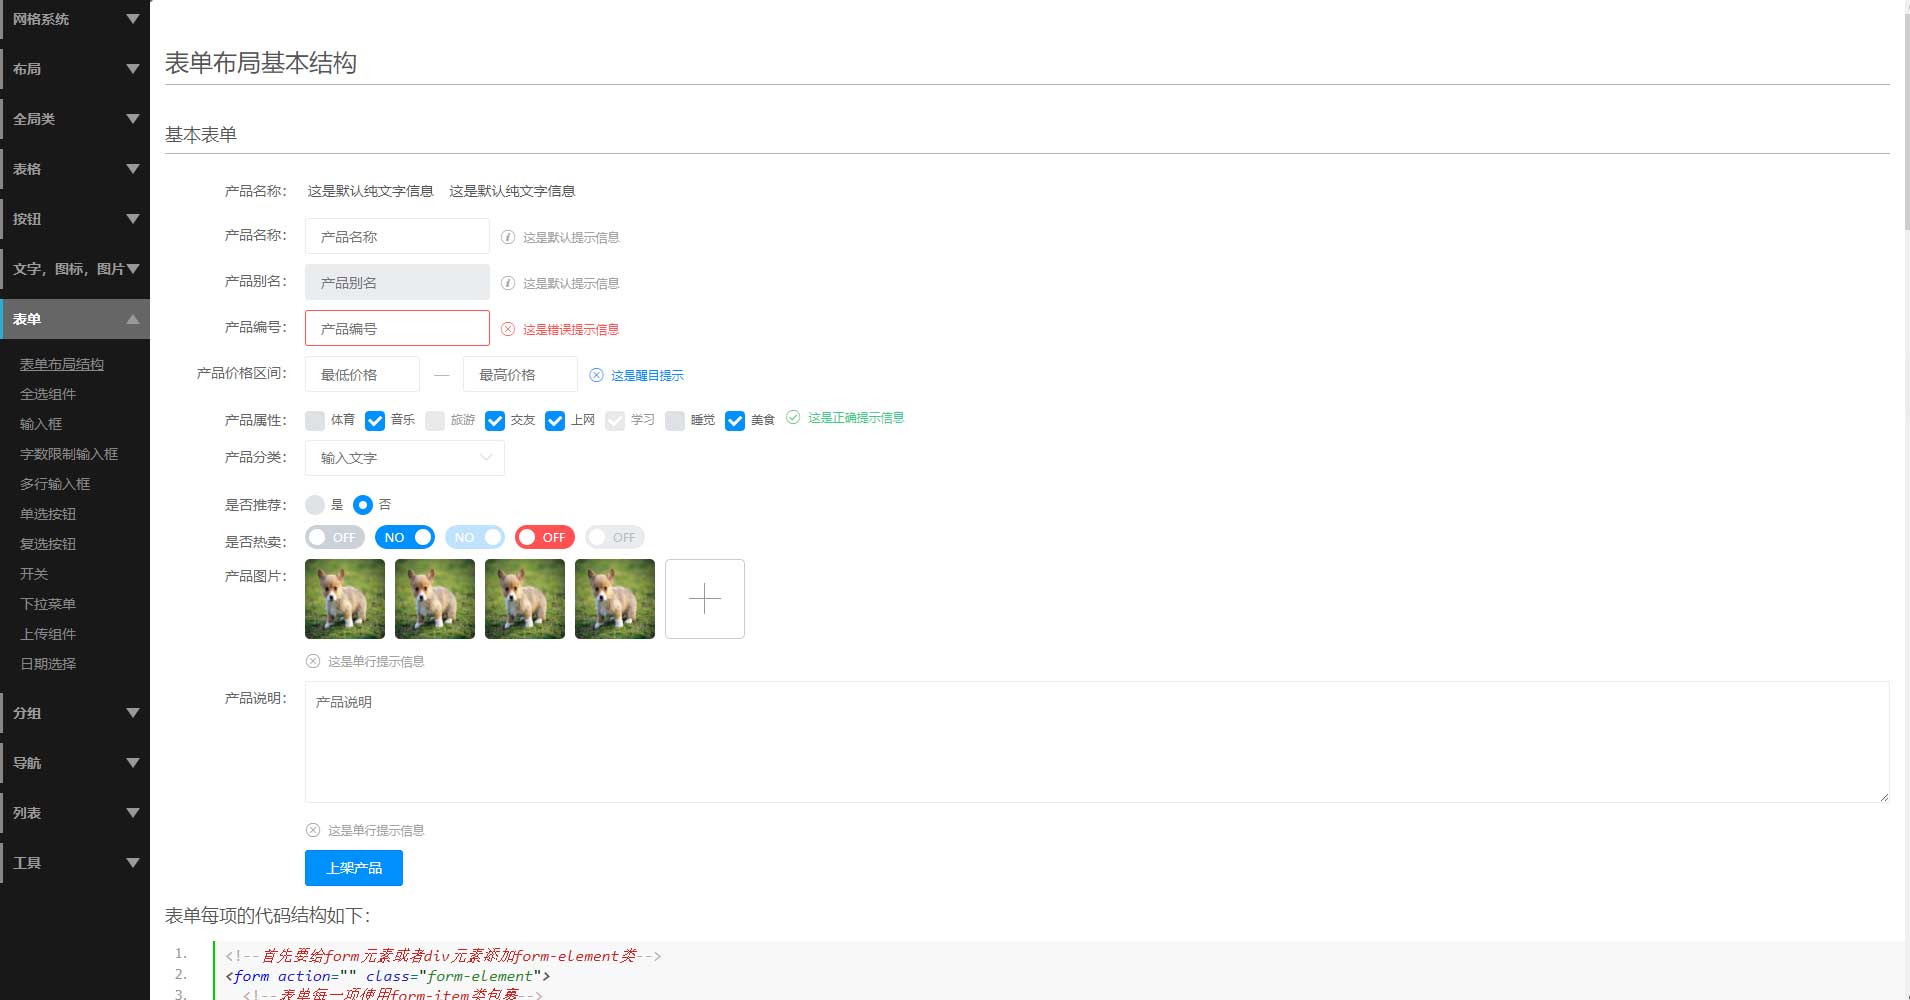 网格系统
布局
全局类
表格
按钮
文字，图标，图片
表单
表单布局结构
全选组件
输入框
字数限制输入框
多行输入框
单选按钮
复选按钮
开关
下拉菜单
上传组件
日期选择
分组
导航
列表
工具
表单布局基本结构
基本表单
产品名称： 这是默认纯文字信息 这是默认纯文字信息
产品名称： 产品名称 这是默认提示信息
产品别名： 产品别名 这是默认提示信息
产品编号： 产品编号 这是错误提示信息
产品价格区间： 最低价格 — 最高价格 这是醒目提示
产品属性： 体育 音乐 旅游 交友 上网 学习 睡觉 美食 这是正确提示信息
产品分类： 输入文字
是否推荐： 是 否
是否热卖： OFF NO NO OFF OFF
产品图片：
这是单行提示信息
产品说明： 产品说明
这是单行提示信息
上架产品
表单每项的代码结构如下：
1. <!--首先要给form元素或者div元素添加form-element类-->
2. <form action="" class="form-element">
3. <!--表单每一项使用form-item类包裹-->